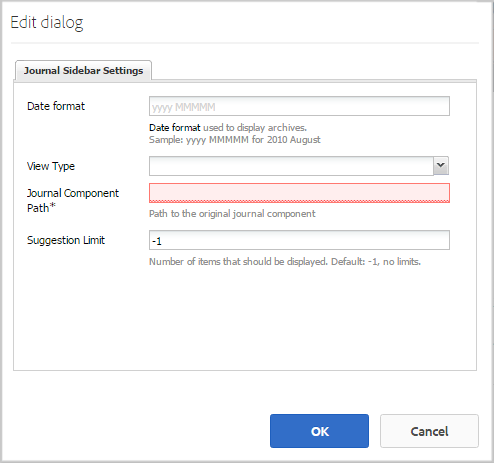 Edit dialog
Journal Sidebar Settings
Date format
yyyy MMMMM
Date format used to display archives.
Sample: yyyy MMMMM for 2010 August
View Type
Journal Component
Path*
Path to the original journal component
Suggestion Limit
-1
Number of items that should be displayed. Default: -1, no limits.
OK
Cancel